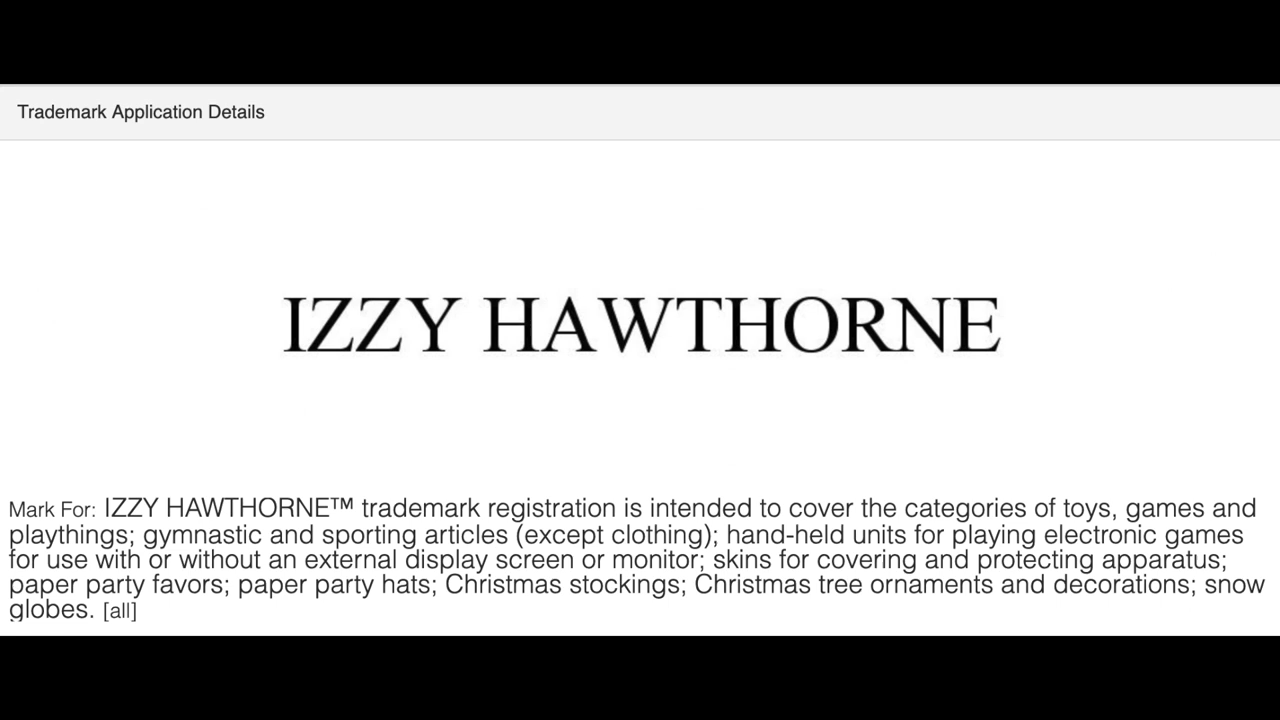 Trademark Application Details
IZZY HAWTHORNE
Mark For: IZZY HAWTHORNE™ trademark registration is intended to cover the categories of toys, games and
playthings; gymnastic and sporting articles (except clothing); hand-held units for playing electronic games
for use with or without an external display screen or monitor; skins for covering and protecting apparatus;
paper party favors; paper party hats; Christmas stockings; Christmas tree ornaments and decorations; snow
globes. [all]